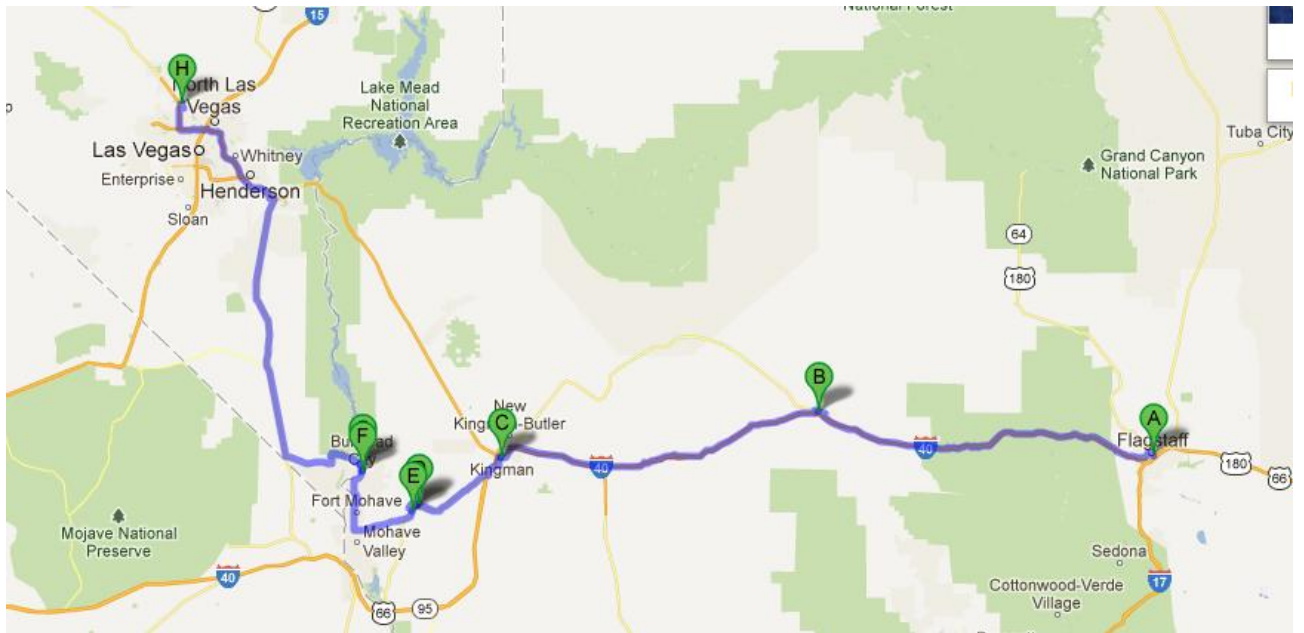 National Forest
15
H
North Las
Vegas
Lake Mead
National
Recreation Area
Tuba City
Las Vegas
Whitney
Grand Canyon
National Park
Enterprise
Henderson
Sloan
64
180
B
New
Kingman-Butler
C
A
F
Bullhead
City
Flagstaff
Kingman
40
40
180
66
E
Fort Mohave
Mojave National
Preserve
Mohave
Valley
Sedona
40
17
Cottonwood-Verde
Village
66
95